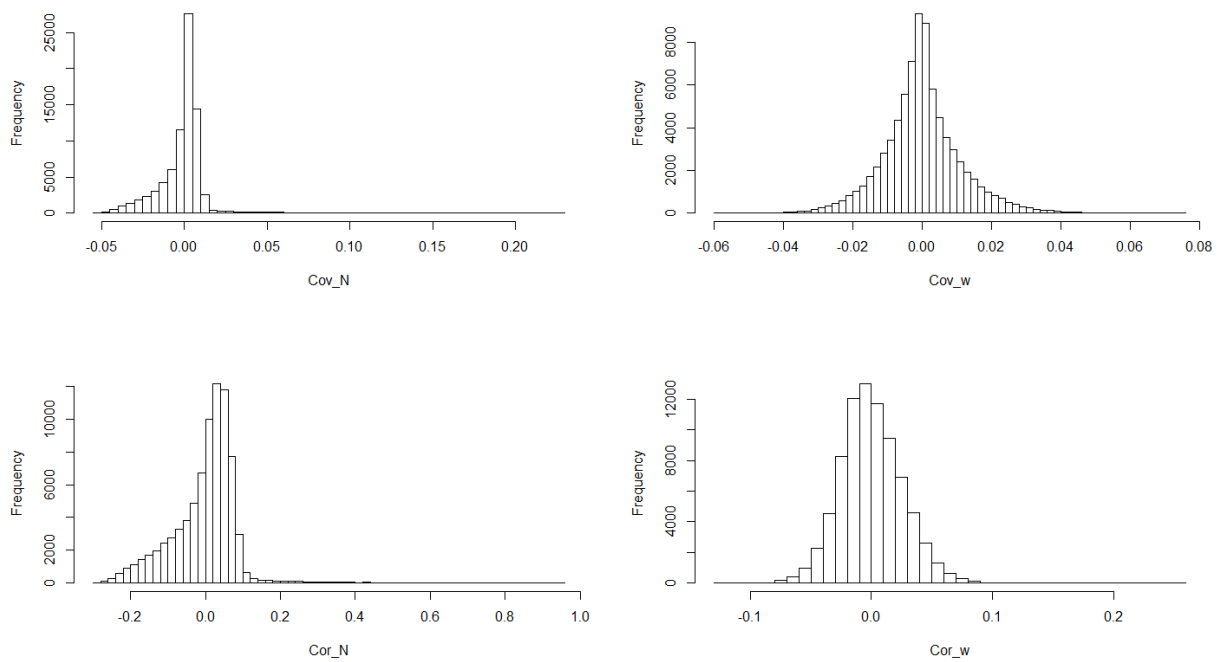 Frequency
0 5000 15000 25000
-0.05 0.00 0.05 0.10 0.15 0.20
Cov_N
Frequency
0 2000 4000 6000 8000
-0.06 -0.04 -0.02 0.00 0.02 0.04 0.06 0.08
Cov_w
Frequency
0 2000 6000 10000
-0.2 0.0 0.2 0.4 0.6 0.8 1.0
Cor_N
Frequency
0 4000 8000 12000
-0.1 0.0 0.1 0.2
Cor_w